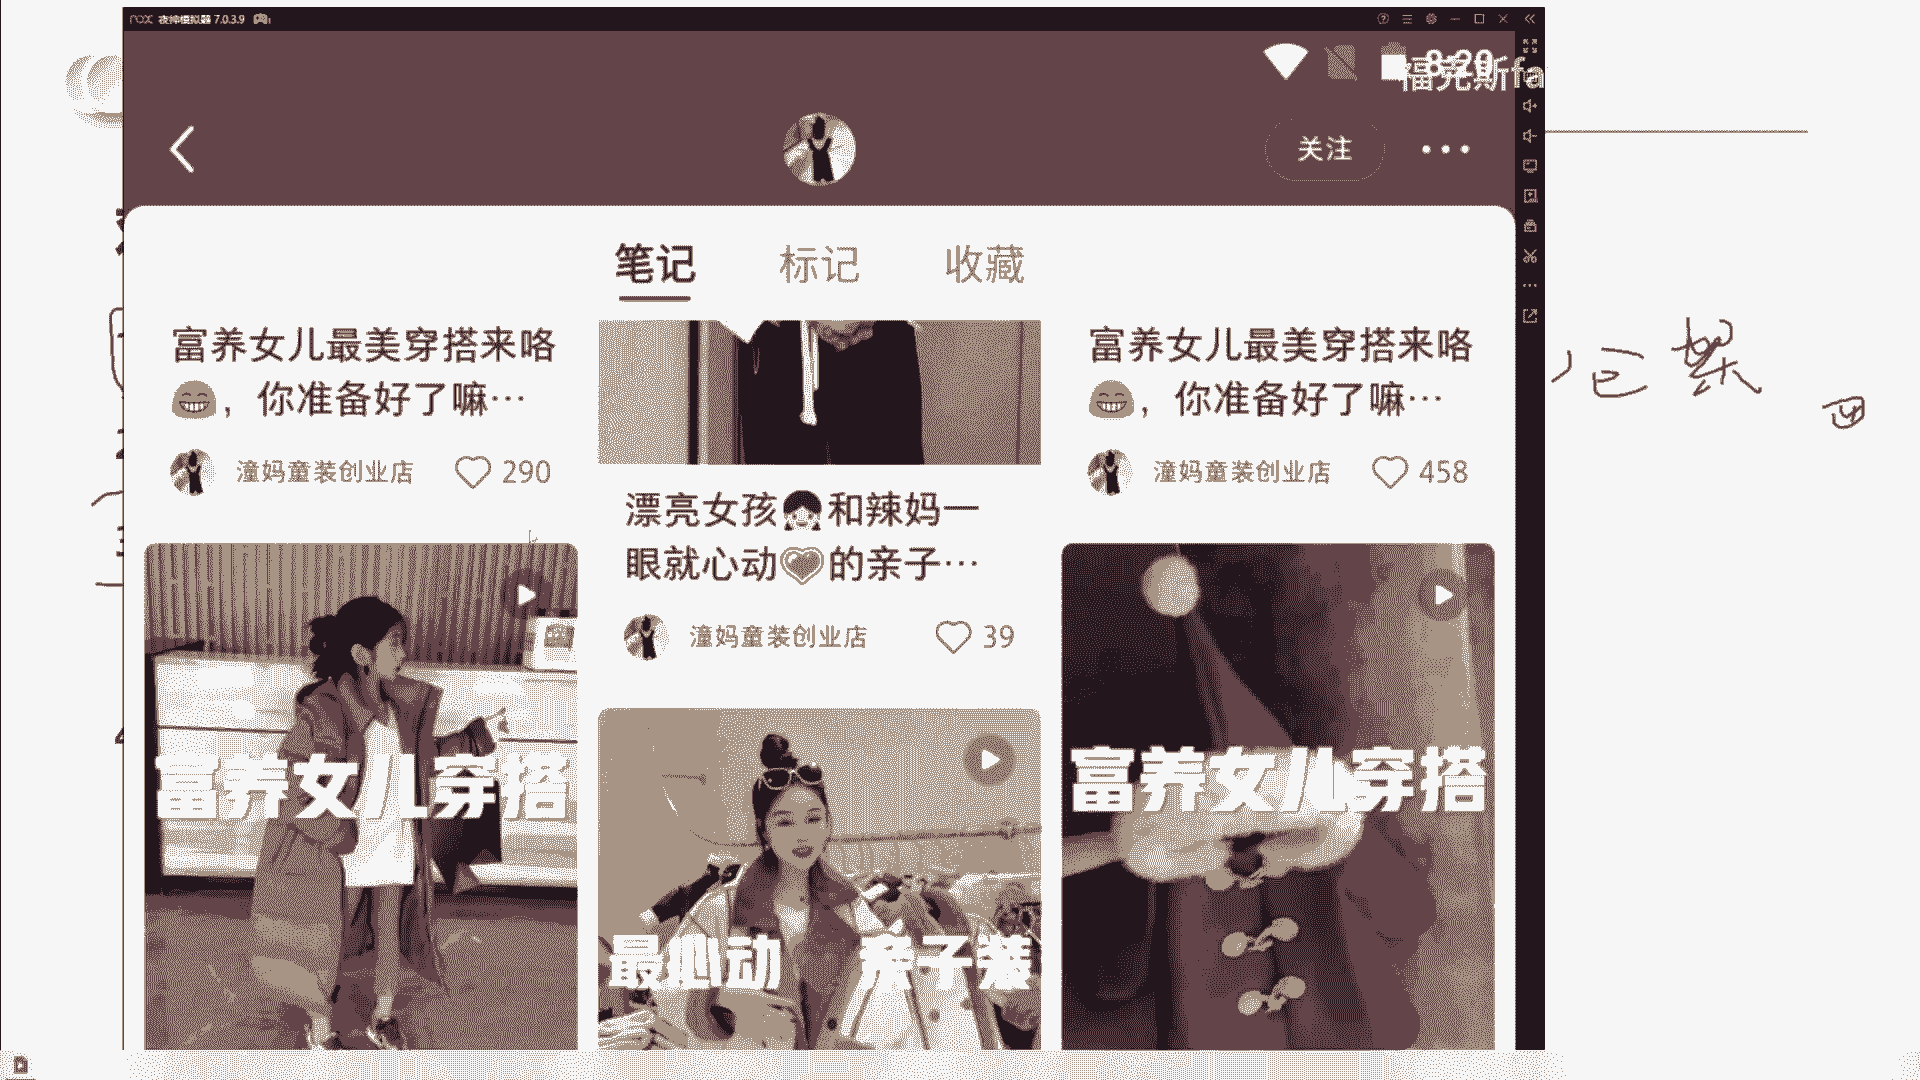 nox 夜神模拟器 7.0.3.9
8:29
福克斯fa
关注
笔记 标记 收藏
富养女儿最美穿搭来咯
😁，你准备好了嘛…
潼妈童装创业店 290
漂亮女孩👧和辣妈一
眼就心动💗的亲子…
潼妈童装创业店 39
富养女儿最美穿搭来咯
😁，你准备好了嘛…
潼妈童装创业店 458
富养女儿穿搭
最心动 亲子装
富养女儿穿搭